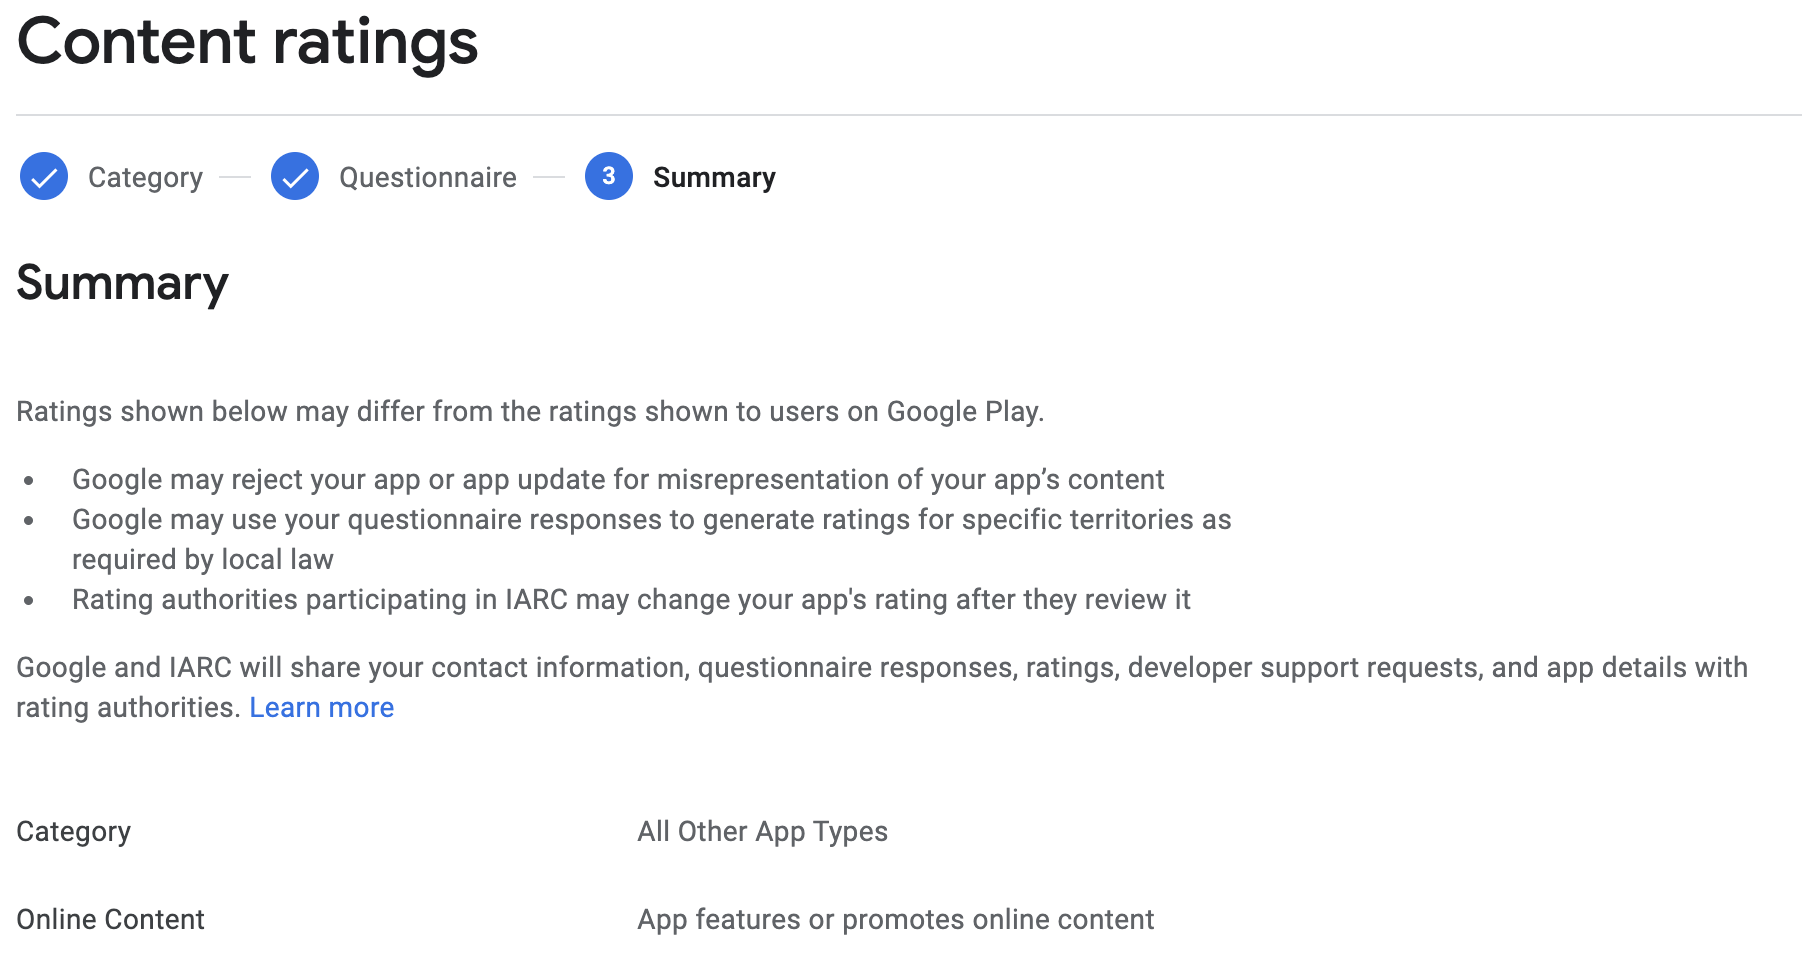 Content ratings
Category
Questionnaire
3
Summary
Summary
Ratings shown below may differ from the ratings shown to users on Google Play.
• Google may reject your app or app update for misrepresentation of your app’s content
• Google may use your questionnaire responses to generate ratings for specific territories as
required by local law
• Rating authorities participating in IARC may change your app's rating after they review it
Google and IARC will share your contact information, questionnaire responses, ratings, developer support requests, and app details with
rating authorities. Learn more
Category
All Other App Types
Online Content
App features or promotes online content